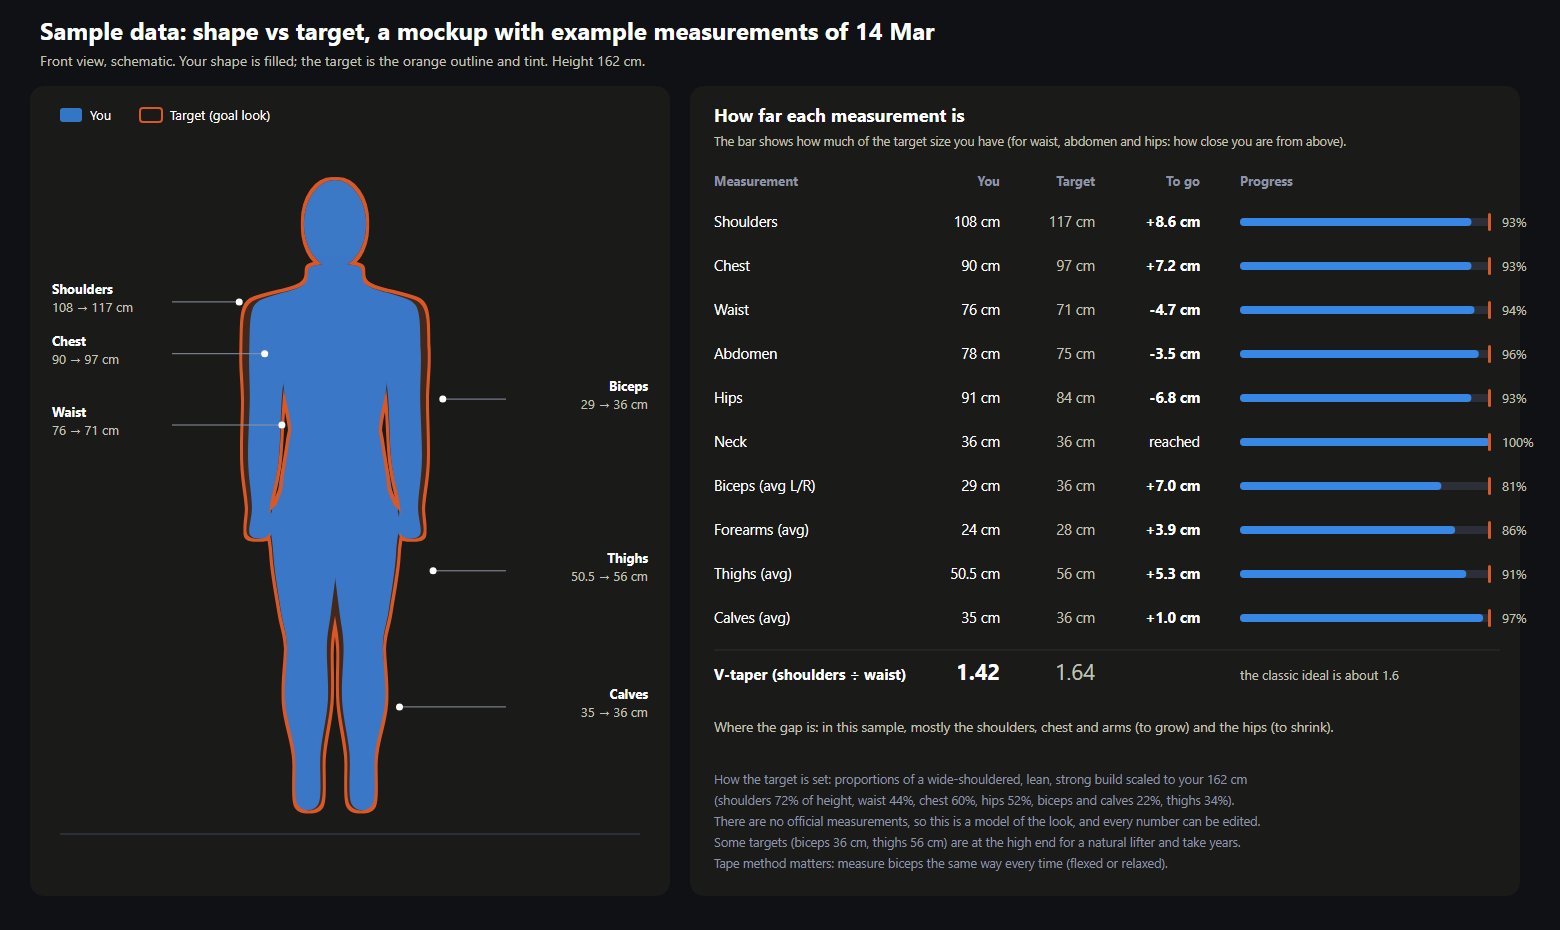 Sample data: shape vs target, a mockup with example measurements of 14 Mar
Front view, schematic. Your shape is filled; the target is the orange outline and tint. Height 162 cm.
You
Target (goal look)
Shoulders
108 → 117 cm
Chest
90 → 97 cm
Waist
76 → 71 cm
Biceps
29 → 36 cm
Thighs
50.5 → 56 cm
Calves
35 → 36 cm
How far each measurement is
The bar shows how much of the target size you have (for waist, abdomen and hips: how close you are from above).
Measurement You Target To go Progress
Shoulders 108 cm 117 cm +8.6 cm 93%
Chest 90 cm 97 cm +7.2 cm 93%
Waist 76 cm 71 cm -4.7 cm 94%
Abdomen 78 cm 75 cm -3.5 cm 96%
Hips 91 cm 84 cm -6.8 cm 93%
Neck 36 cm 36 cm reached 100%
Biceps (avg L/R) 29 cm 36 cm +7.0 cm 81%
Forearms (avg) 24 cm 28 cm +3.9 cm 86%
Thighs (avg) 50.5 cm 56 cm +5.3 cm 91%
Calves (avg) 35 cm 36 cm +1.0 cm 97%
V-taper (shoulders ÷ waist) 1.42 1.64 the classic ideal is about 1.6
Where the gap is: in this sample, mostly the shoulders, chest and arms (to grow) and the hips (to shrink).
How the target is set: proportions of a wide-shouldered, lean, strong build scaled to your 162 cm
(shoulders 72% of height, waist 44%, chest 60%, hips 52%, biceps and calves 22%, thighs 34%).
There are no official measurements, so this is a model of the look, and every number can be edited.
Some targets (biceps 36 cm, thighs 56 cm) are at the high end for a natural lifter and take years.
Tape method matters: measure biceps the same way every time (flexed or relaxed).